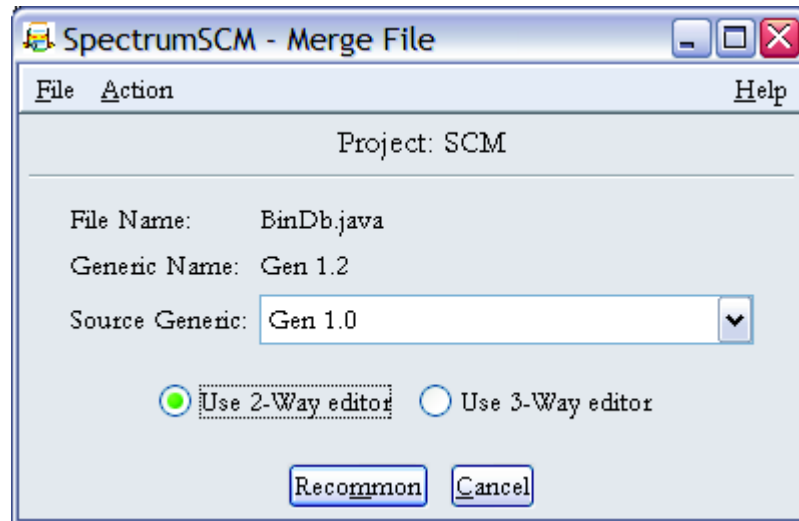 SpectrumSCM - Merge File
File Action Help
Project: SCM
File Name: BinDb.java
Generic Name: Gen 1.2
Source Generic: Gen 1.0
Use 2-Way editor Use 3-Way editor
Recommon Cancel